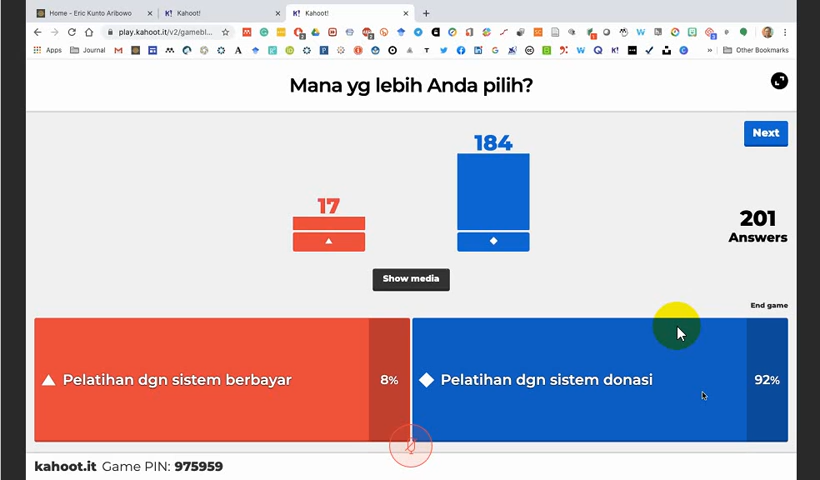 Home - Eric Kunto Aribowo
Kahoot!
Kahoot!
play.kahoot.it/v2/gamebl...
Apps
Journal
Other Bookmarks
Mana yg lebih Anda pilih?
Next
184
17
201
Answers
Show media
End game
Pelatihan dgn sistem berbayar
8%
Pelatihan dgn sistem donasi
92%
kahoot.it Game PIN: 975959